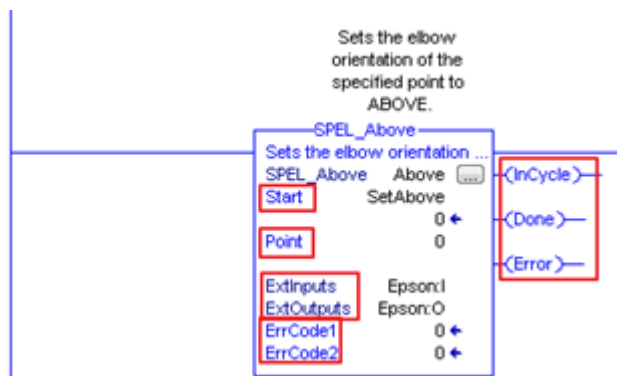 Sets the elbow
orientation of the
specified point to
ABOVE.
SPEL_Above
Sets the elbow orientation ...
SPEL_Above Above ...
(InCycle)
Start SetAbove
0
(Done)
Point 0
(Error)
ExtInputs Epson:I
ExtOutputs Epson:O
ErrCode1 0
ErrCode2 0